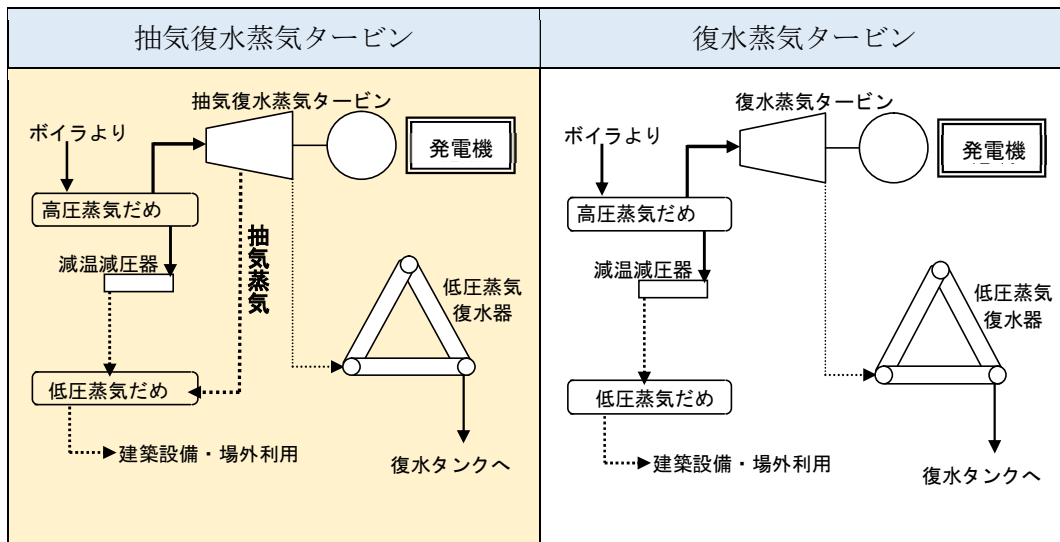 抽気復水蒸気タービン
復水蒸気タービン
抽気復水蒸気タービン
ボイラより
発電機
高圧蒸気だめ
減温減圧器
抽気蒸気
低圧蒸気
復水器
低圧蒸気だめ
建築設備・場外利用
復水タンクへ
復水蒸気タービン
ボイラより
発電機
高圧蒸気だめ
減温減圧器
低圧蒸気
復水器
低圧蒸気だめ
建築設備・場外利用
復水タンクへ